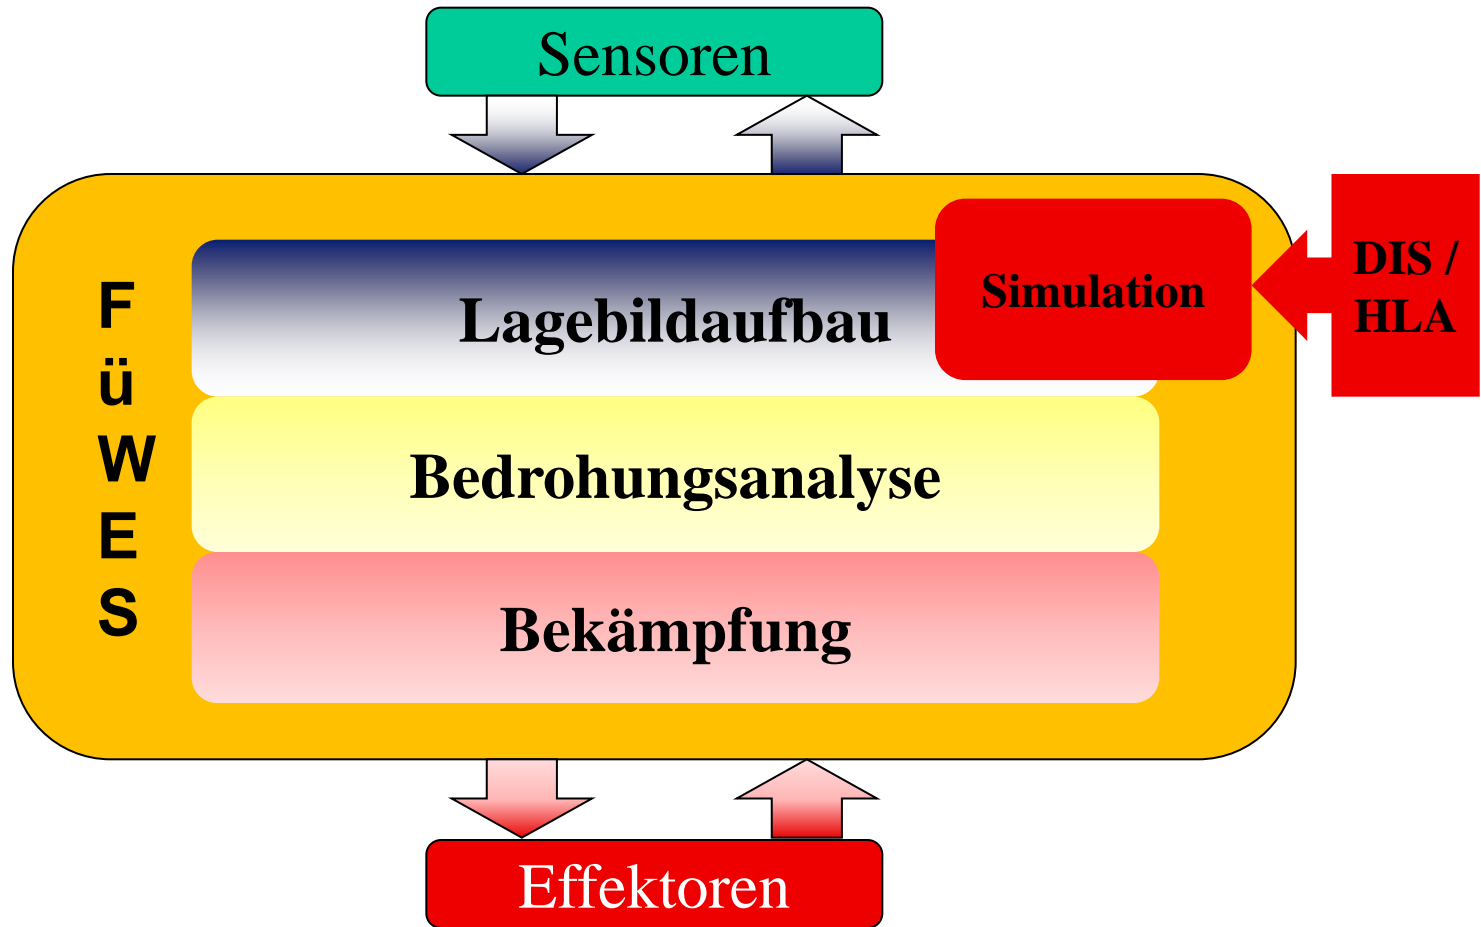 Sensoren
F
ü
W
E
S
Lagebildaufbau
Simulation
DIS /
HLA
Bedrohungsanalyse
Bekämpfung
Effektoren